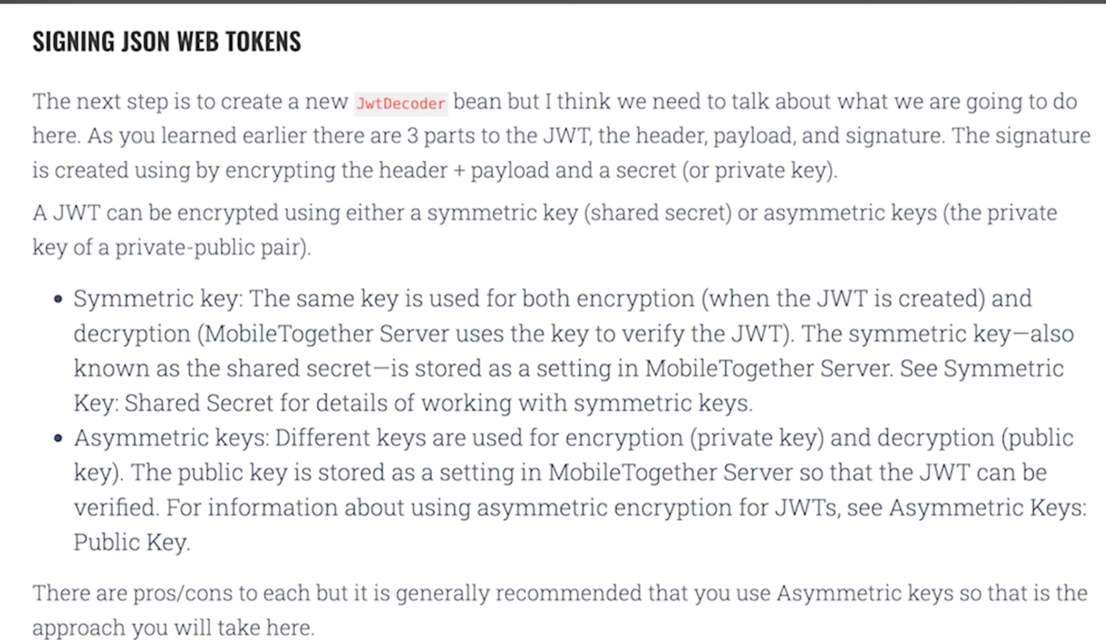 SIGNING JSON WEB TOKENS
The next step is to create a new JwtDecoder bean but I think we need to talk about what we are going to do
here. As you learned earlier there are 3 parts to the JWT, the header, payload, and signature. The signature
is created using by encrypting the header + payload and a secret (or private key).
A JWT can be encrypted using either a symmetric key (shared secret) or asymmetric keys (the private
key of a private-public pair).
• Symmetric key: The same key is used for both encryption (when the JWT is created) and
decryption (MobileTogether Server uses the key to verify the JWT). The symmetric key—also
known as the shared secret—is stored as a setting in MobileTogether Server. See Symmetric
Key: Shared Secret for details of working with symmetric keys.
• Asymmetric keys: Different keys are used for encryption (private key) and decryption (public
key). The public key is stored as a setting in MobileTogether Server so that the JWT can be
verified. For information about using asymmetric encryption for JWTs, see Asymmetric Keys:
Public Key.
There are pros/cons to each but it is generally recommended that you use Asymmetric keys so that is the
approach you will take here.